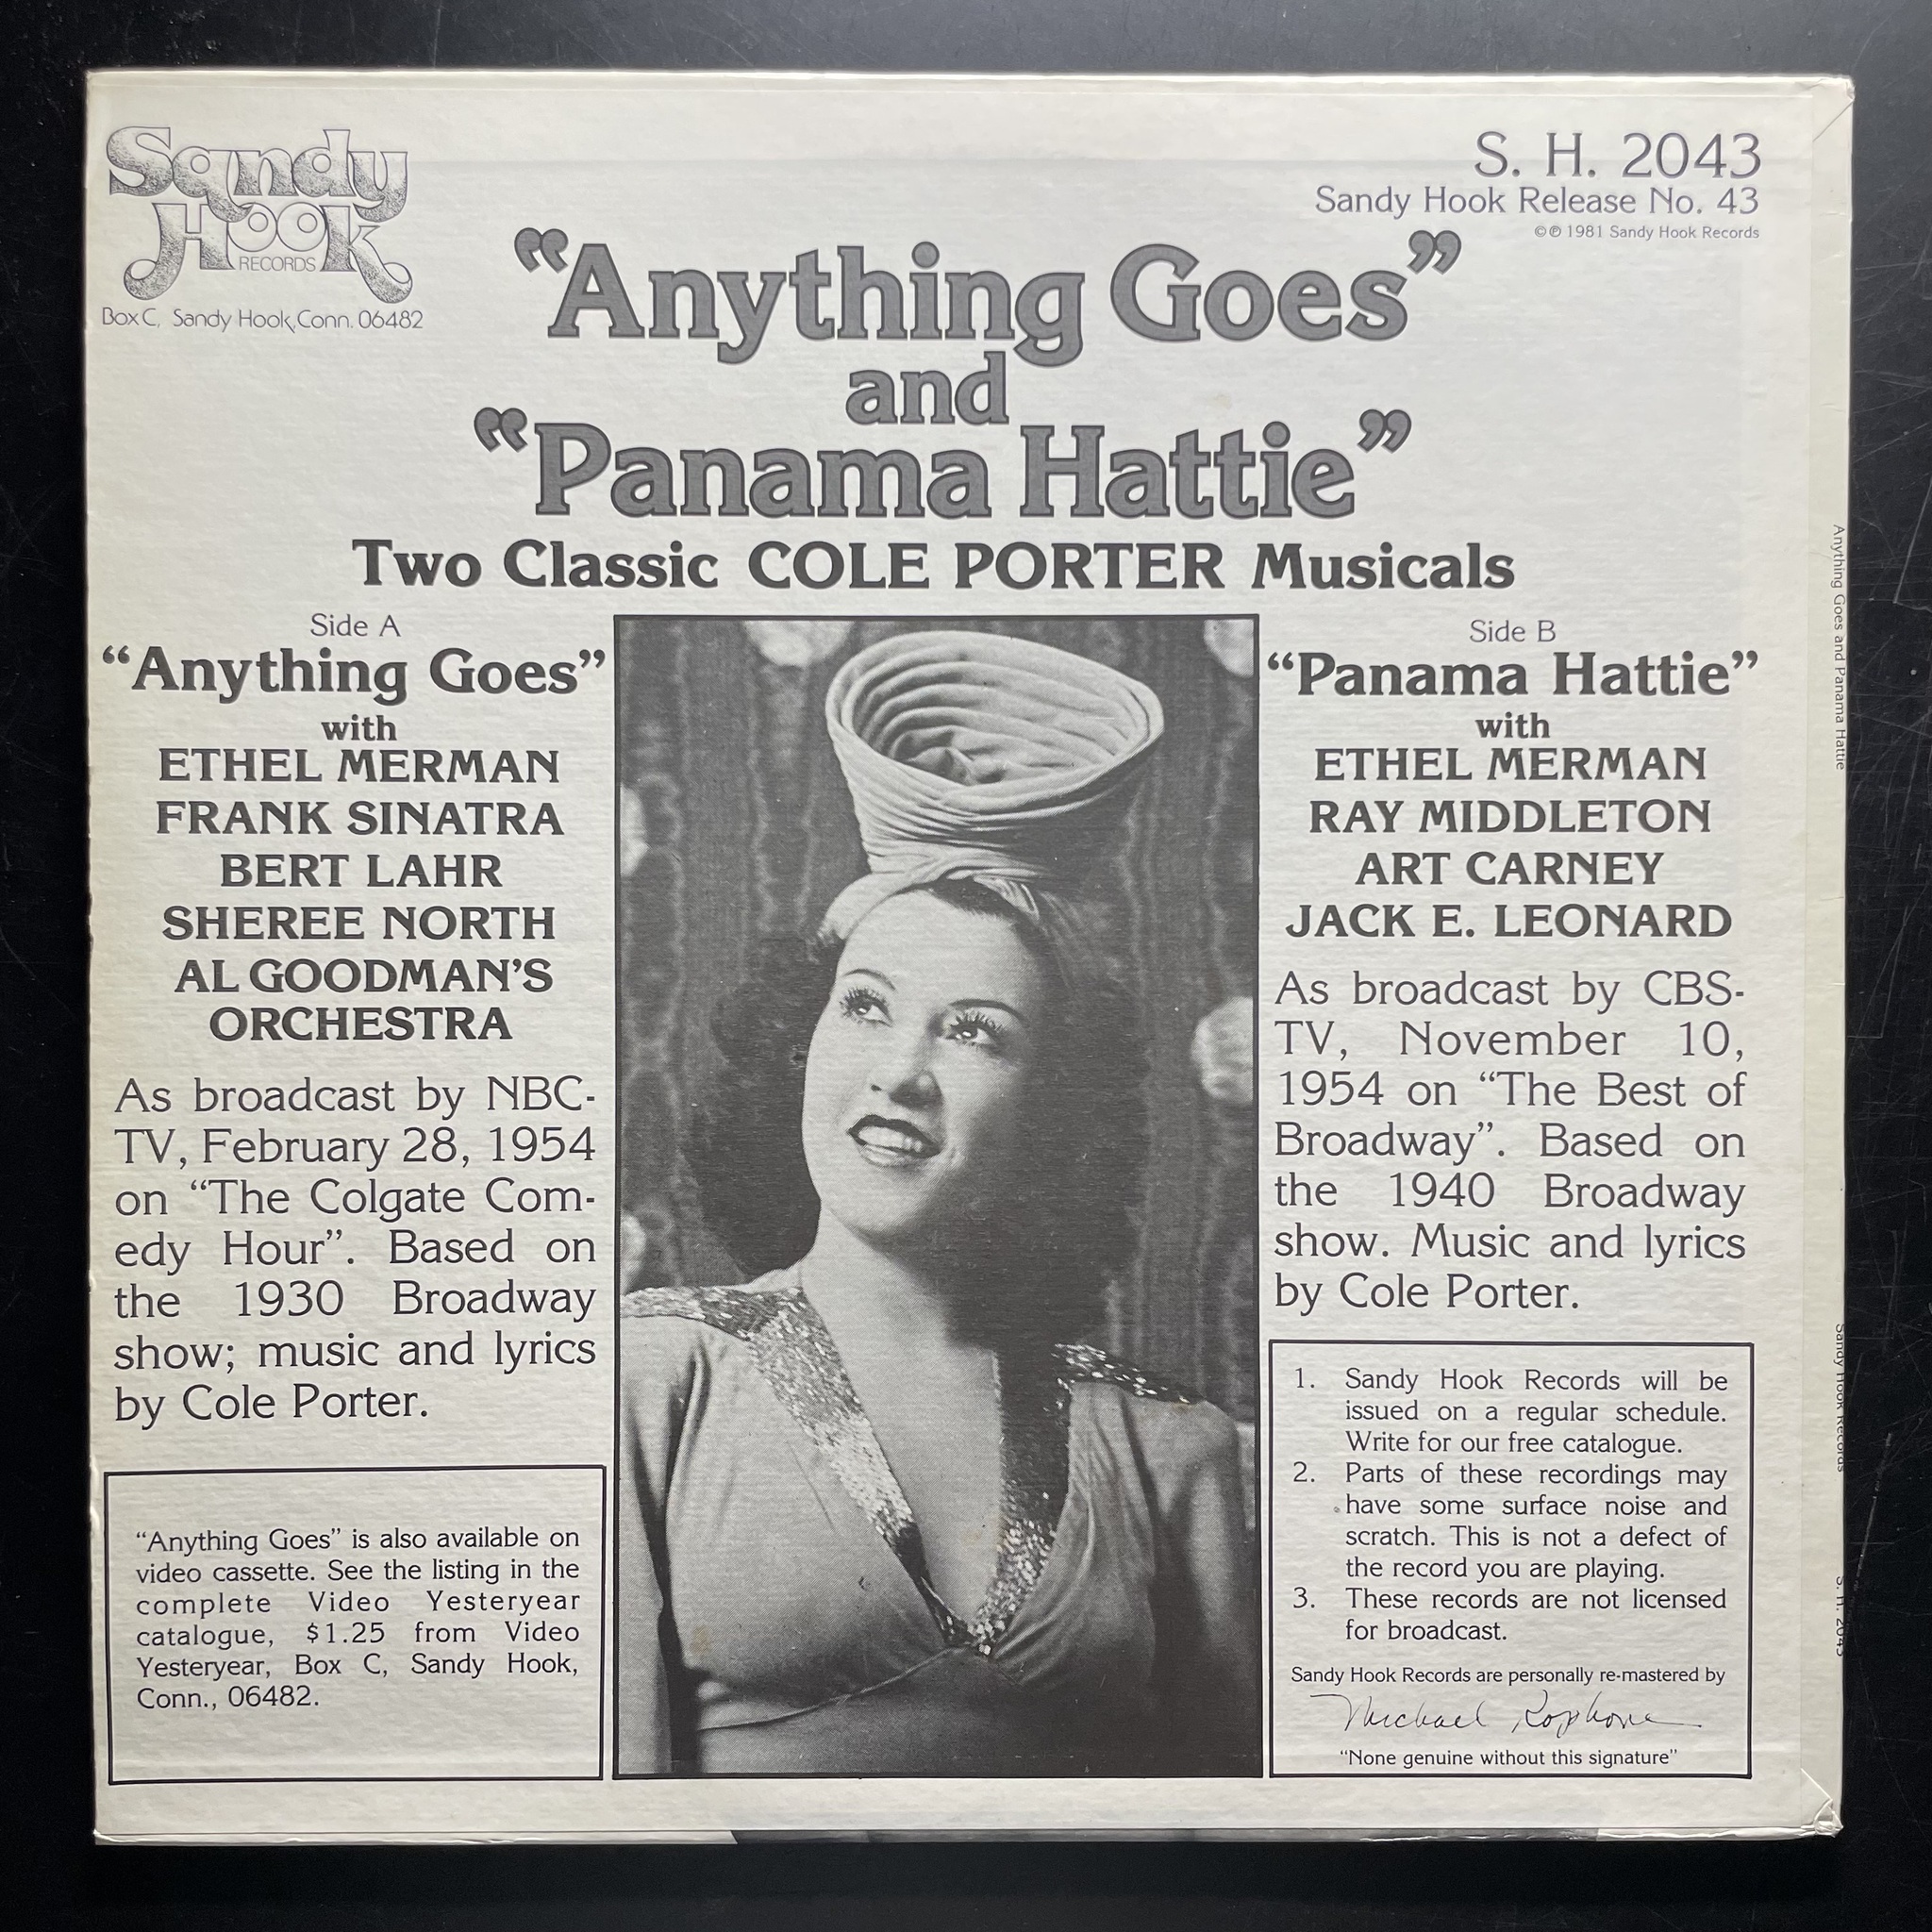 Sandy
Hook
RECORDS
Box C, Sandy Hook, Conn. 06482
S. H. 2043
Sandy Hook Release No. 43
©℗ 1981 Sandy Hook Records
“Anything Goes”
and
“Panama Hattie”
Two Classic COLE PORTER Musicals
Side A
“Anything Goes”
with
ETHEL MERMAN
FRANK SINATRA
BERT LAHR
SHEREE NORTH
AL GOODMAN’S
ORCHESTRA
As broadcast by NBC-
TV, February 28, 1954
on “The Colgate Com-
edy Hour”. Based on
the 1930 Broadway
show; music and lyrics
by Cole Porter.
“Anything Goes” is also available on
video cassette. See the listing in the
complete Video Yesteryear
catalogue, $1.25 from Video
Yesteryear, Box C, Sandy Hook,
Conn., 06482.
Side B
“Panama Hattie”
with
ETHEL MERMAN
RAY MIDDLETON
ART CARNEY
JACK E. LEONARD
As broadcast by CBS-
TV, November 10,
1954 on “The Best of
Broadway”. Based on
the 1940 Broadway
show. Music and lyrics
by Cole Porter.
1. Sandy Hook Records will be
issued on a regular schedule.
Write for our free catalogue.
2. Parts of these recordings may
have some surface noise and
scratch. This is not a defect of
the record you are playing.
3. These records are not licensed
for broadcast.
Sandy Hook Records are personally re-mastered by
Michael
“None genuine without this signature”
Anything Goes and Panama Hattie
Sandy Hook Records
S. H. 2043